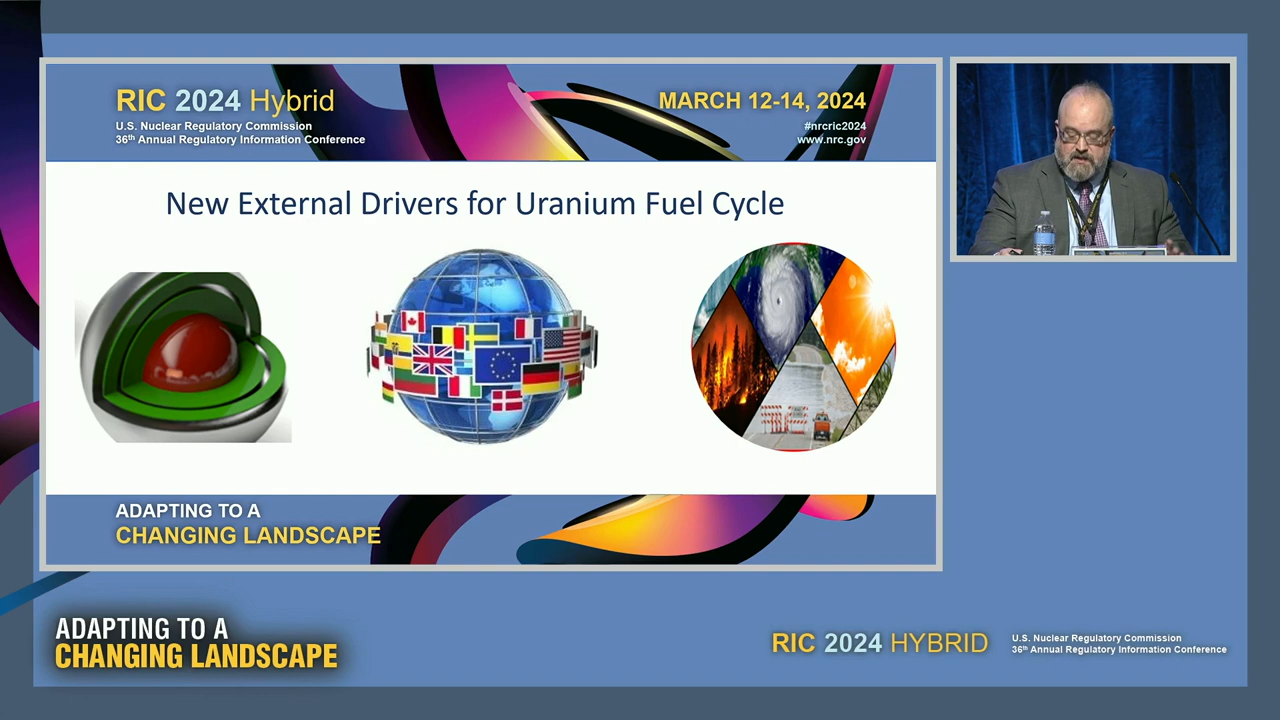 RIC 2024 Hybrid
U.S. Nuclear Regulatory Commission
36th Annual Regulatory Information Conference
MARCH 12-14, 2024
#nrcric2024
www.nrc.gov
New External Drivers for Uranium Fuel Cycle
ADAPTING TO A
CHANGING LANDSCAPE
ADAPTING TO A
CHANGING LANDSCAPE
RIC 2024 HYBRID
U.S. Nuclear Regulatory Commission
36th Annual Regulatory Information Conference